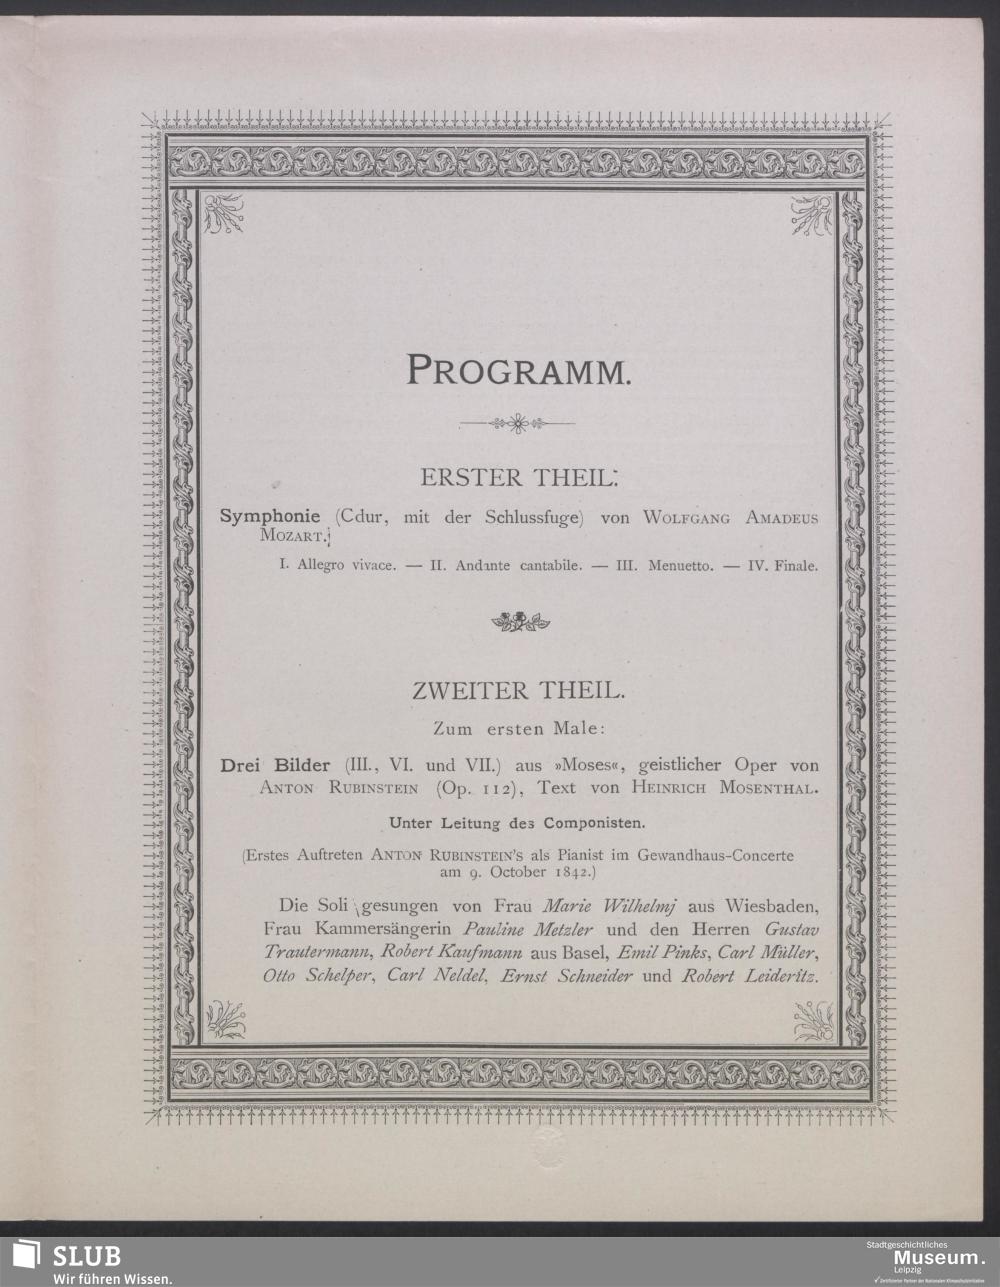 PROGRAMM.
ERSTER THEIL.
Symphonie (Cdur, mit der Schlussfuge) von WOLFGANG AMADEUS
MOZART.
I. Allegro vivace. — II. Andante cantabile. — III. Menuetto. — IV. Finale.
ZWEITER THEIL.
Zum ersten Male:
Drei Bilder (III., VI. und VII.) aus »Moses«, geistlicher Oper von
ANTON RUBINSTEIN (Op. 112), Text von HEINRICH MOSENTHAL.
Unter Leitung des Componisten.
(Erstes Auftreten ANTON RUBINSTEIN'S als Pianist im Gewandhaus-Concerte
am 9. October 1842.)
Die Soli gesungen von Frau Marie Wilhelmj aus Wiesbaden,
Frau Kammersängerin Pauline Metzler und den Herren Gustav
Trautermann, Robert Kaufmann aus Basel, Emil Pinks, Carl Müller,
Otto Schelper, Carl Neldel, Ernst Schneider und Robert Leideritz.
SLUB
Wir führen Wissen.
Stadtgeschichtliches
Museum.
Leipzig
✓ Zertifizierter Partner der Nationalen Klimaschutzinitiative